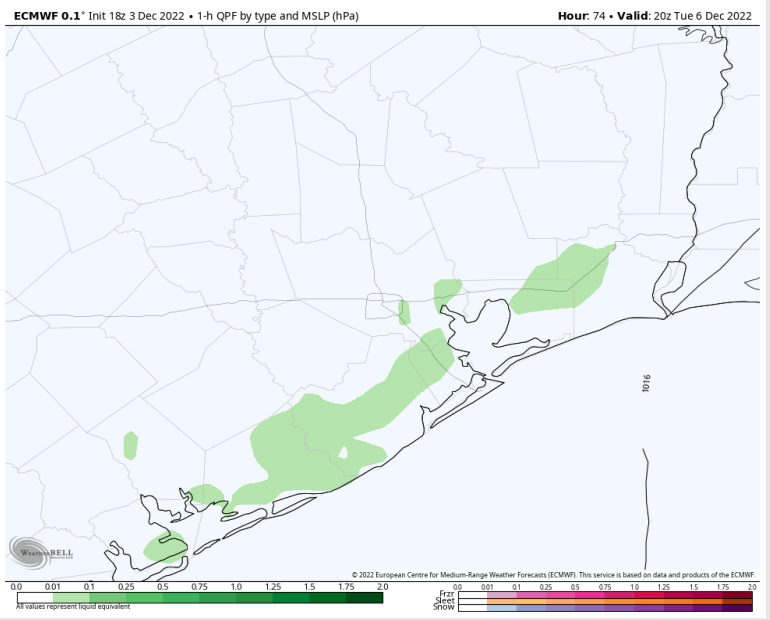 ECMWF 0.1° Init 18z 3 Dec 2022 • 1-h QPF by type and MSLP (hPa) Hour: 74 • Valid: 20z Tue 6 Dec 2022
1016
WeatherBELL
© 2022 European Centre for Medium-Range Weather Forecasts (ECMWF). This service is based on data and products of the ECMWF.
0.0 0.01 0.1 0.25 0.5 0.75 1.0 1.25 1.5 1.75 2.0
All values represent liquid equivalent
0.0 0.01 0.1 0.25 0.5 0.75 1.0 1.25 1.5 1.75 2.0
Frzr
Sleet
Snow